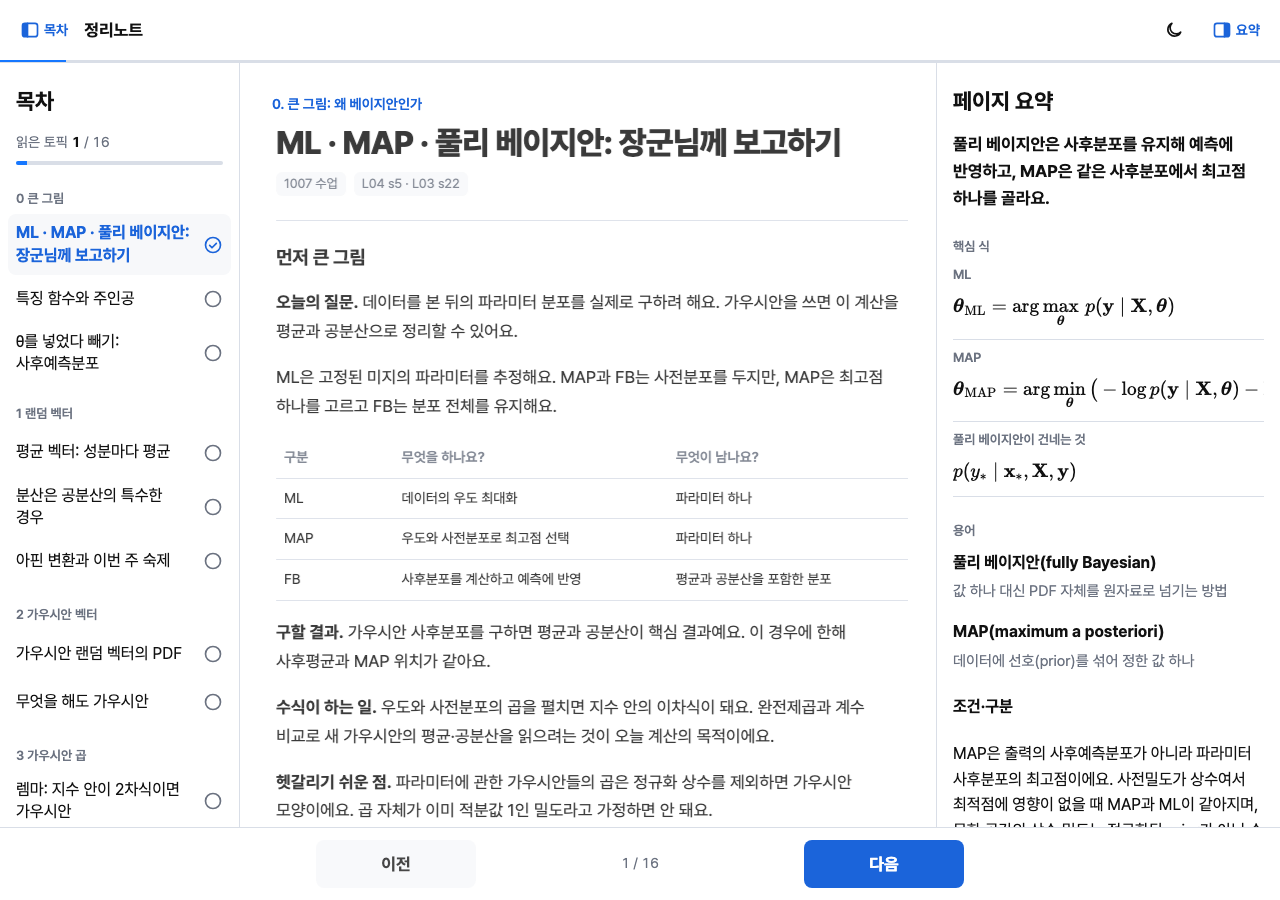 목차
정리노트
요약
목차
읽은 토픽 1 / 16
0 큰 그림
ML · MAP · 풀리 베이지안:
장군님께 보고하기
특징 함수와 주인공
θ를 넣었다 빼기:
사후예측분포
1 랜덤 벡터
평균 벡터: 성분마다 평균
분산은 공분산의 특수한
경우
아핀 변환과 이번 주 숙제
2 가우시안 벡터
가우시안 랜덤 벡터의 PDF
무엇을 해도 가우시안
3 가우시안 곱
렘마: 지수 안이 2차식이면
가우시안
0. 큰 그림: 왜 베이지안인가
ML · MAP · 풀리 베이지안: 장군님께 보고하기
1007 수업
L04 s5 · L03 s22
먼저 큰 그림
오늘의 질문. 데이터를 본 뒤의 파라미터 분포를 실제로 구하려 해요. 가우시안을 쓰면 이 계산을
평균과 공분산으로 정리할 수 있어요.
ML은 고정된 미지의 파라미터를 추정해요. MAP과 FB는 사전분포를 두지만, MAP은 최고점
하나를 고르고 FB는 분포 전체를 유지해요.
구분 무엇을 하나요? 무엇이 남나요?
ML 데이터의 우도 최대화 파라미터 하나
MAP 우도와 사전분포로 최고점 선택 파라미터 하나
FB 사후분포를 계산하고 예측에 반영 평균과 공분산을 포함한 분포
구할 결과. 가우시안 사후분포를 구하면 평균과 공분산이 핵심 결과예요. 이 경우에 한해
사후평균과 MAP 위치가 같아요.
수식이 하는 일. 우도와 사전분포의 곱을 펼치면 지수 안의 이차식이 돼요. 완전제곱과 계수
비교로 새 가우시안의 평균·공분산을 읽으려는 것이 오늘 계산의 목적이에요.
헷갈리기 쉬운 점. 파라미터에 관한 가우시안들의 곱은 정규화 상수를 제외하면 가우시안
모양이에요. 곱 자체가 이미 적분값 1인 밀도라고 가정하면 안 돼요.
페이지 요약
풀리 베이지안은 사후분포를 유지해 예측에
반영하고, MAP은 같은 사후분포에서 최고점
하나를 골라요.
핵심 식
ML
θ_ML = arg max_θ p(y | X, θ)
MAP
θ_MAP = arg min_θ ( − log p(y | X, θ) −
풀리 베이지안이 건네는 것
p(y_* | x_*, X, y)
용어
풀리 베이지안(fully Bayesian)
값 하나 대신 PDF 자체를 원자료로 넘기는 방법
MAP(maximum a posteriori)
데이터에 선호(prior)를 섞어 정한 값 하나
조건·구분
MAP은 출력의 사후예측분포가 아니라 파라미터
사후분포의 최고점이에요. 사전밀도가 상수여서
최적점에 영향이 없을 때 MAP과 ML이 같아지며,
이전
1 / 16
다음